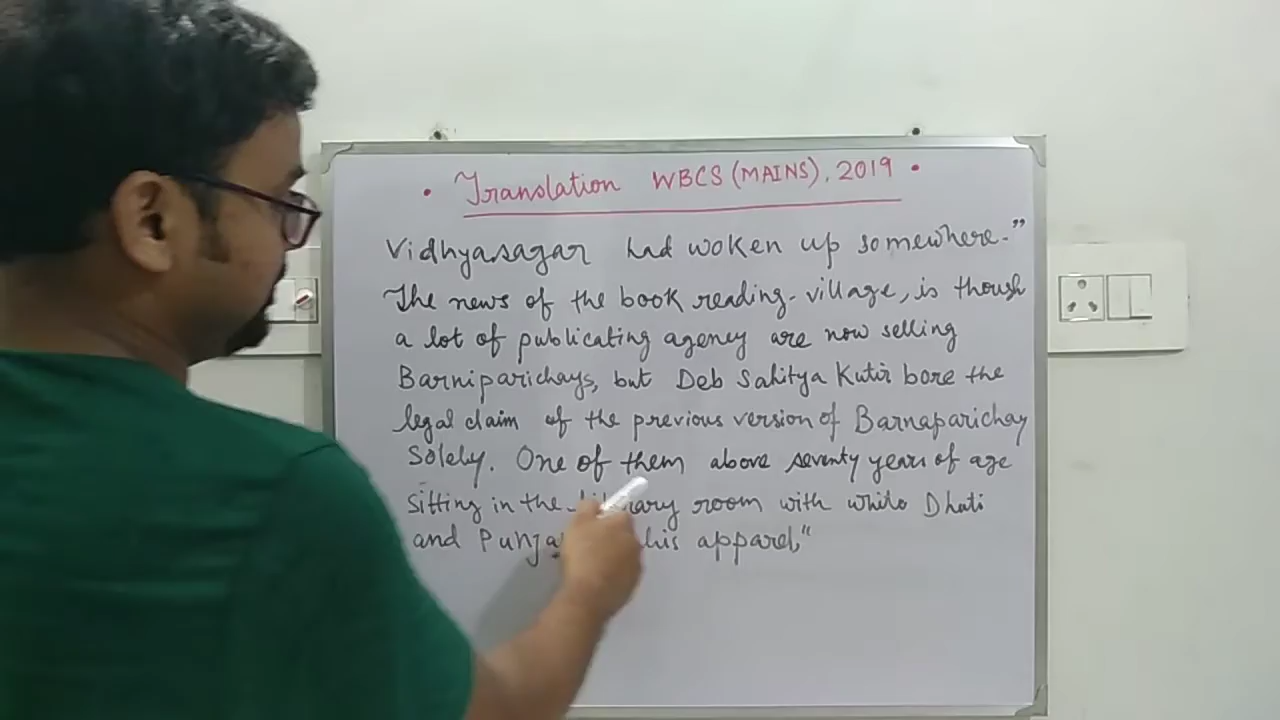 • Translation WBCS (MAINS), 2019 •
Vidhyasagar had woken up somewhere."
The news of the book reading-village, is though
a lot of publicating agency are now selling
Barniparichays, but Deb Sahitya Kutir bore the
legal claim of the previous version of Barnaparichay
Solely. One of them above seventy years of age
sitting in the room with white Dhuti
and his apparel,"